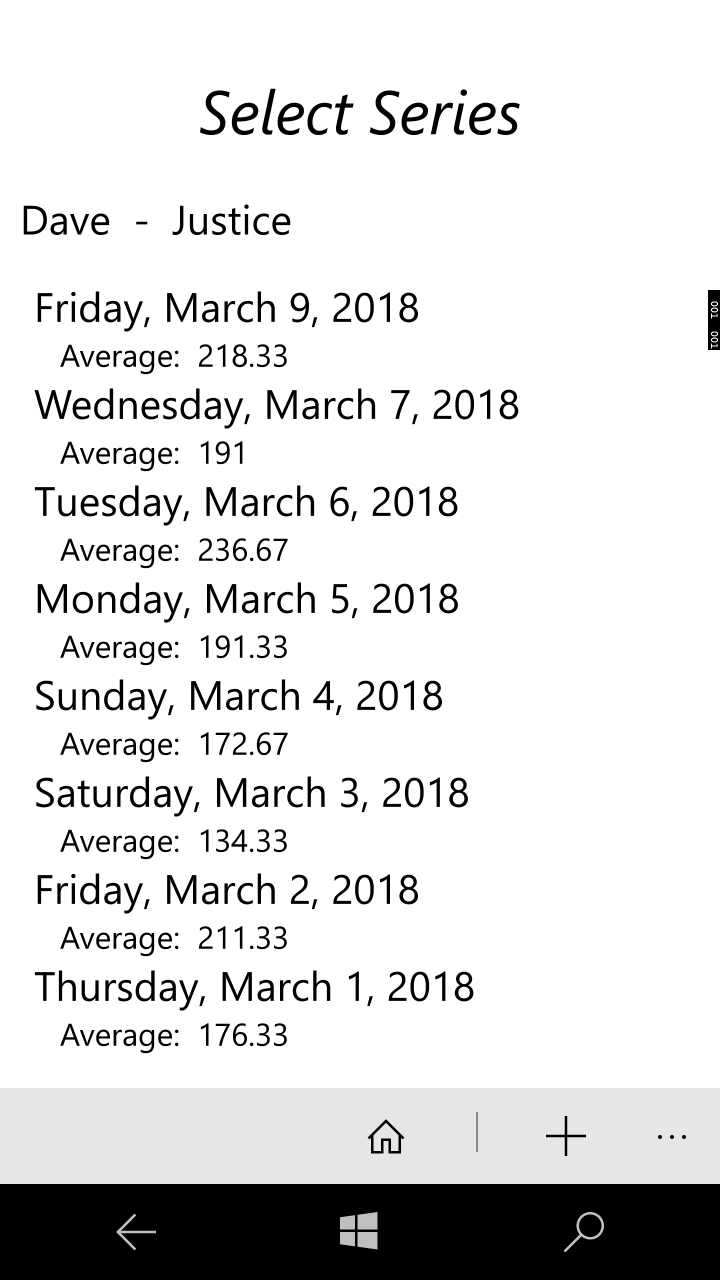 Select Series
Dave - Justice
Friday, March 9, 2018
Average: 218.33
Wednesday, March 7, 2018
Average: 191
Tuesday, March 6, 2018
Average: 236.67
Monday, March 5, 2018
Average: 191.33
Sunday, March 4, 2018
Average: 172.67
Saturday, March 3, 2018
Average: 134.33
Friday, March 2, 2018
Average: 211.33
Thursday, March 1, 2018
Average: 176.33
001 001